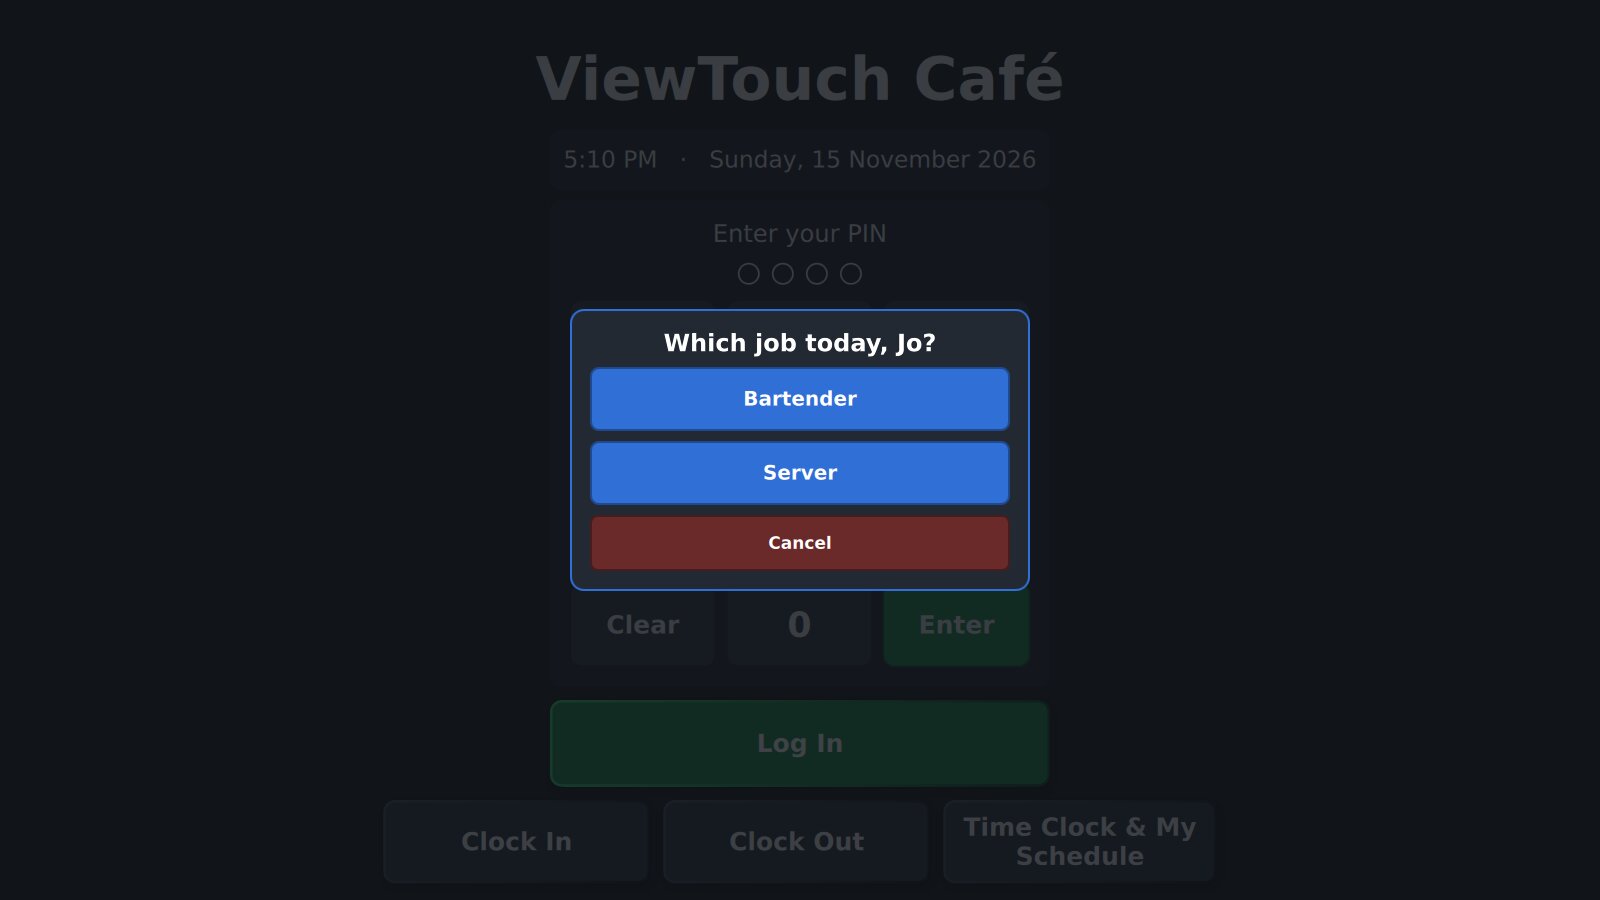 ViewTouch Café
5:10 PM · Sunday, 15 November 2026
Enter your PIN
Which job today, Jo?
Bartender
Server
Cancel
Clear 0 Enter
Log In
Clock In
Clock Out
Time Clock & My
Schedule